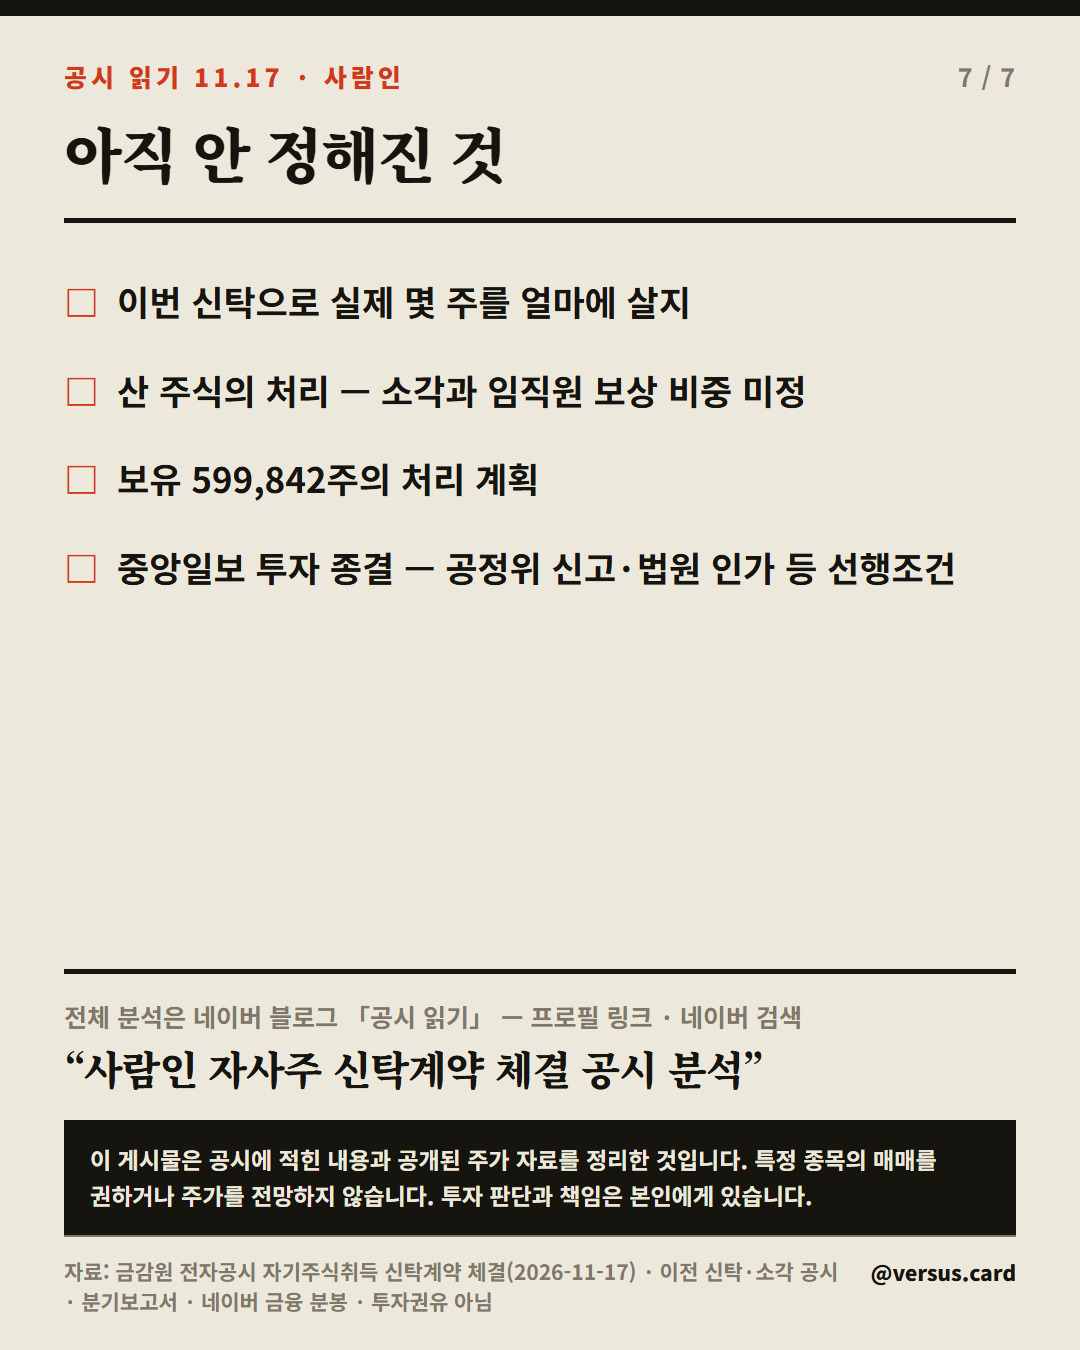 공시 읽기 11.17 · 사람인
7 / 7
아직 안 정해진 것
□ 이번 신탁으로 실제 몇 주를 얼마에 살지
□ 산 주식의 처리 — 소각과 임직원 보상 비중 미정
□ 보유 599,842주의 처리 계획
□ 중앙일보 투자 종결 — 공정위 신고·법원 인가 등 선행조건
전체 분석은 네이버 블로그 「공시 읽기」 — 프로필 링크 · 네이버 검색
“사람인 자사주 신탁계약 체결 공시 분석”
이 게시물은 공시에 적힌 내용과 공개된 주가 자료를 정리한 것입니다. 특정 종목의 매매를
권하거나 주가를 전망하지 않습니다. 투자 판단과 책임은 본인에게 있습니다.
자료: 금감원 전자공시 자기주식취득 신탁계약 체결(2026-11-17) · 이전 신탁·소각 공시
· 분기보고서 · 네이버 금융 분봉 · 투자권유 아님
@versus.card